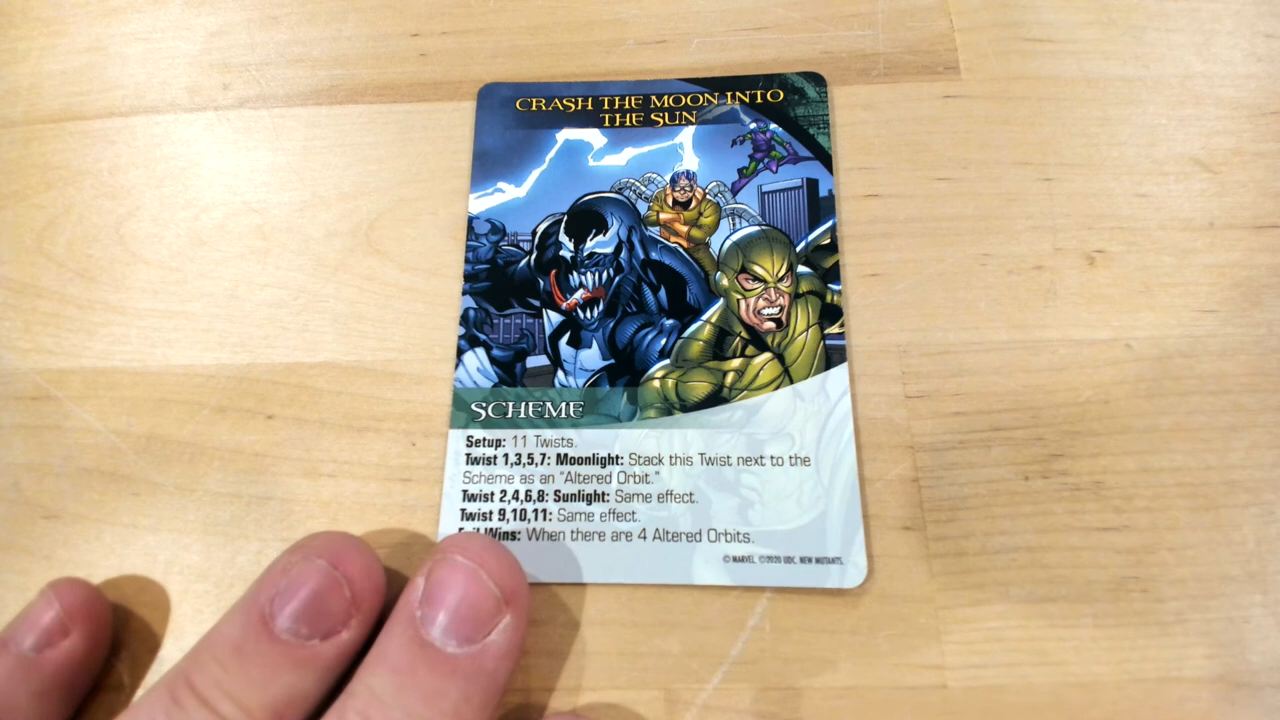 CRASH THE MOON INTO
THE SUN
SCHEME
Setup: 11 Twists.
Twist 1,3,5,7: Moonlight: Stack this Twist next to the
Scheme as an "Altered Orbit."
Twist 2,4,6,8: Sunlight: Same effect.
Twist 9,10,11: Same effect.
Evil Wins: When there are 4 Altered Orbits.
© MARVEL. ©2020 UDC. NEW MUTANTS.